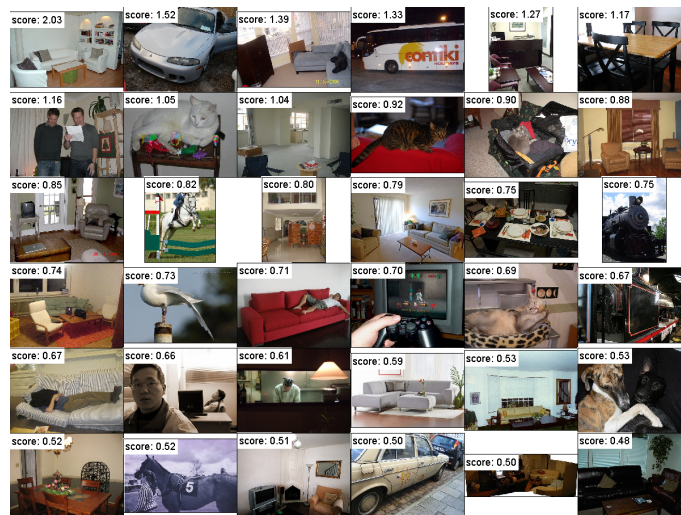 score: 2.03
score: 1.52
score: 1.39
score: 1.33
score: 1.27
score: 1.17
eontiki
score: 1.16
score: 1.05
score: 1.04
score: 0.92
score: 0.90
score: 0.88
score: 0.85
score: 0.82
score: 0.80
score: 0.79
score: 0.75
score: 0.75
score: 0.74
score: 0.73
score: 0.71
score: 0.70
score: 0.69
score: 0.67
score: 0.67
score: 0.66
score: 0.61
score: 0.59
score: 0.53
score: 0.53
score: 0.52
score: 0.52
score: 0.51
score: 0.50
score: 0.50
score: 0.48
5